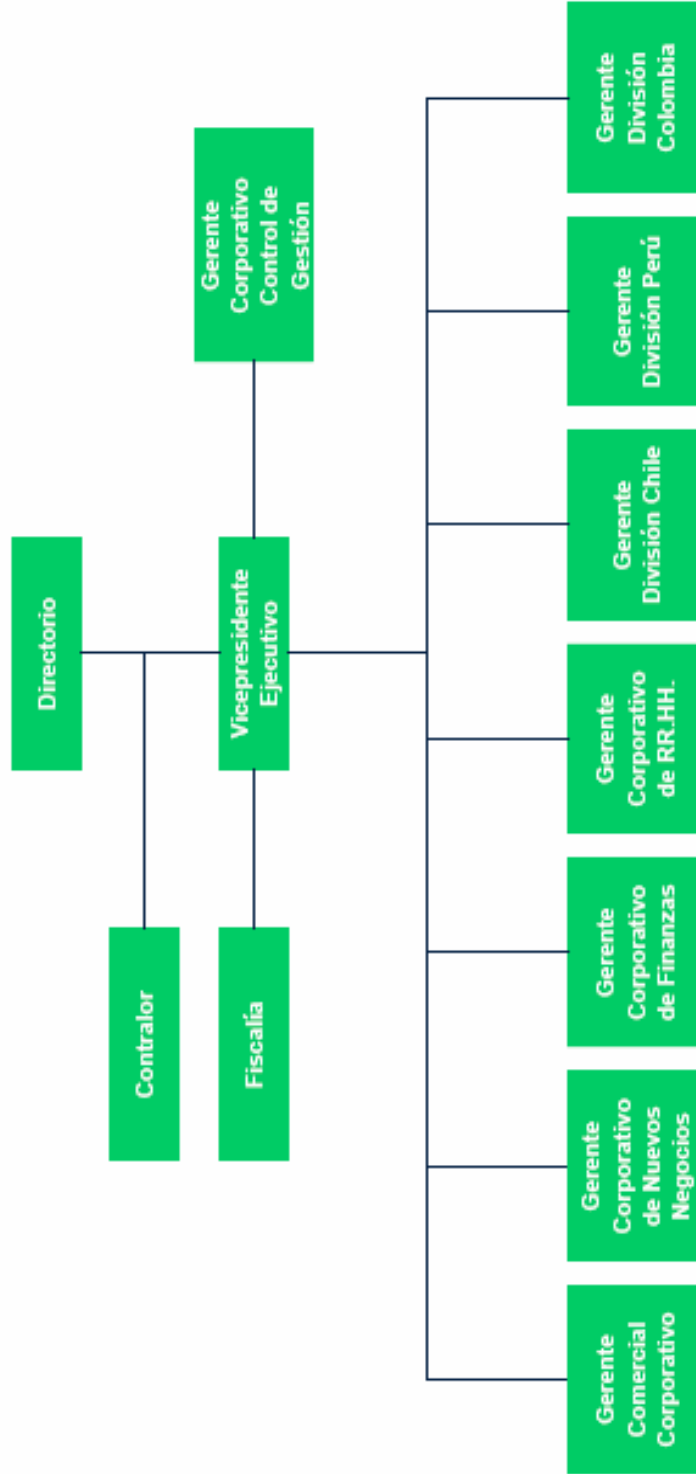 Directorio
Contralor
Fiscalía
Vicepresidente
Ejecutivo
Gerente
Corporativo
Control de
Gestión
Gerente
Comercial
Corporativo
Gerente
Corporativo
de Nuevos
Negocios
Gerente
Corporativo
de Finanzas
Gerente
Corporativo
de RR.HH.
Gerente
División Chile
Gerente
División Perú
Gerente
División
Colombia